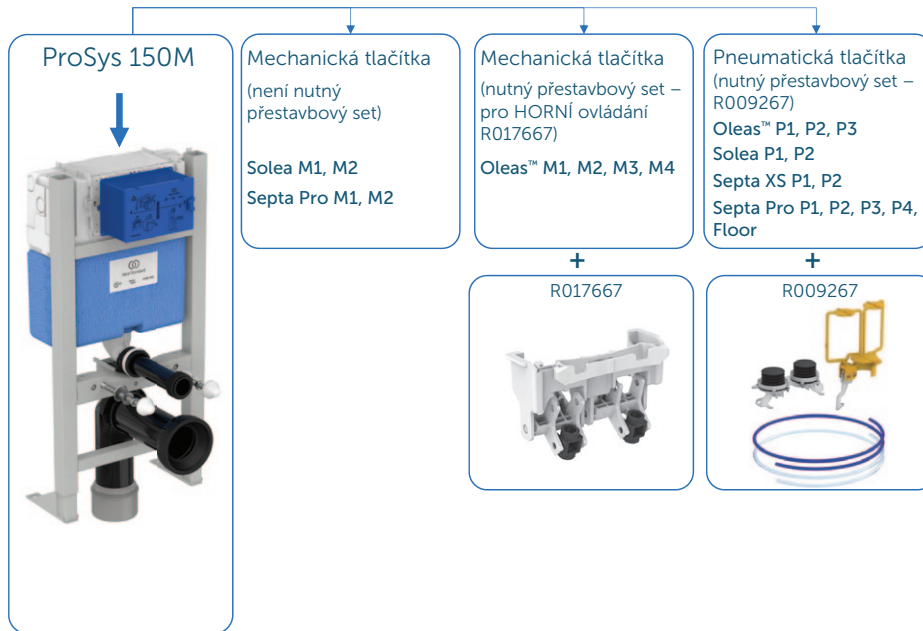 ProSys 150M
Mechanická tlačítka
(není nutný
přestavbový set)
Solea M1, M2
Septa Pro M1, M2
Mechanická tlačítka
(nutný přestavbový set –
pro HORNÍ ovládání
R017667)
Oleas™ M1, M2, M3, M4
Pneumatická tlačítka
(nutný přestavbový set –
R009267)
Oleas™ P1, P2, P3
Solea P1, P2
Septa XS P1, P2
Septa Pro P1, P2, P3, P4,
Floor
+
R017667
+
R009267
Ideal Standard